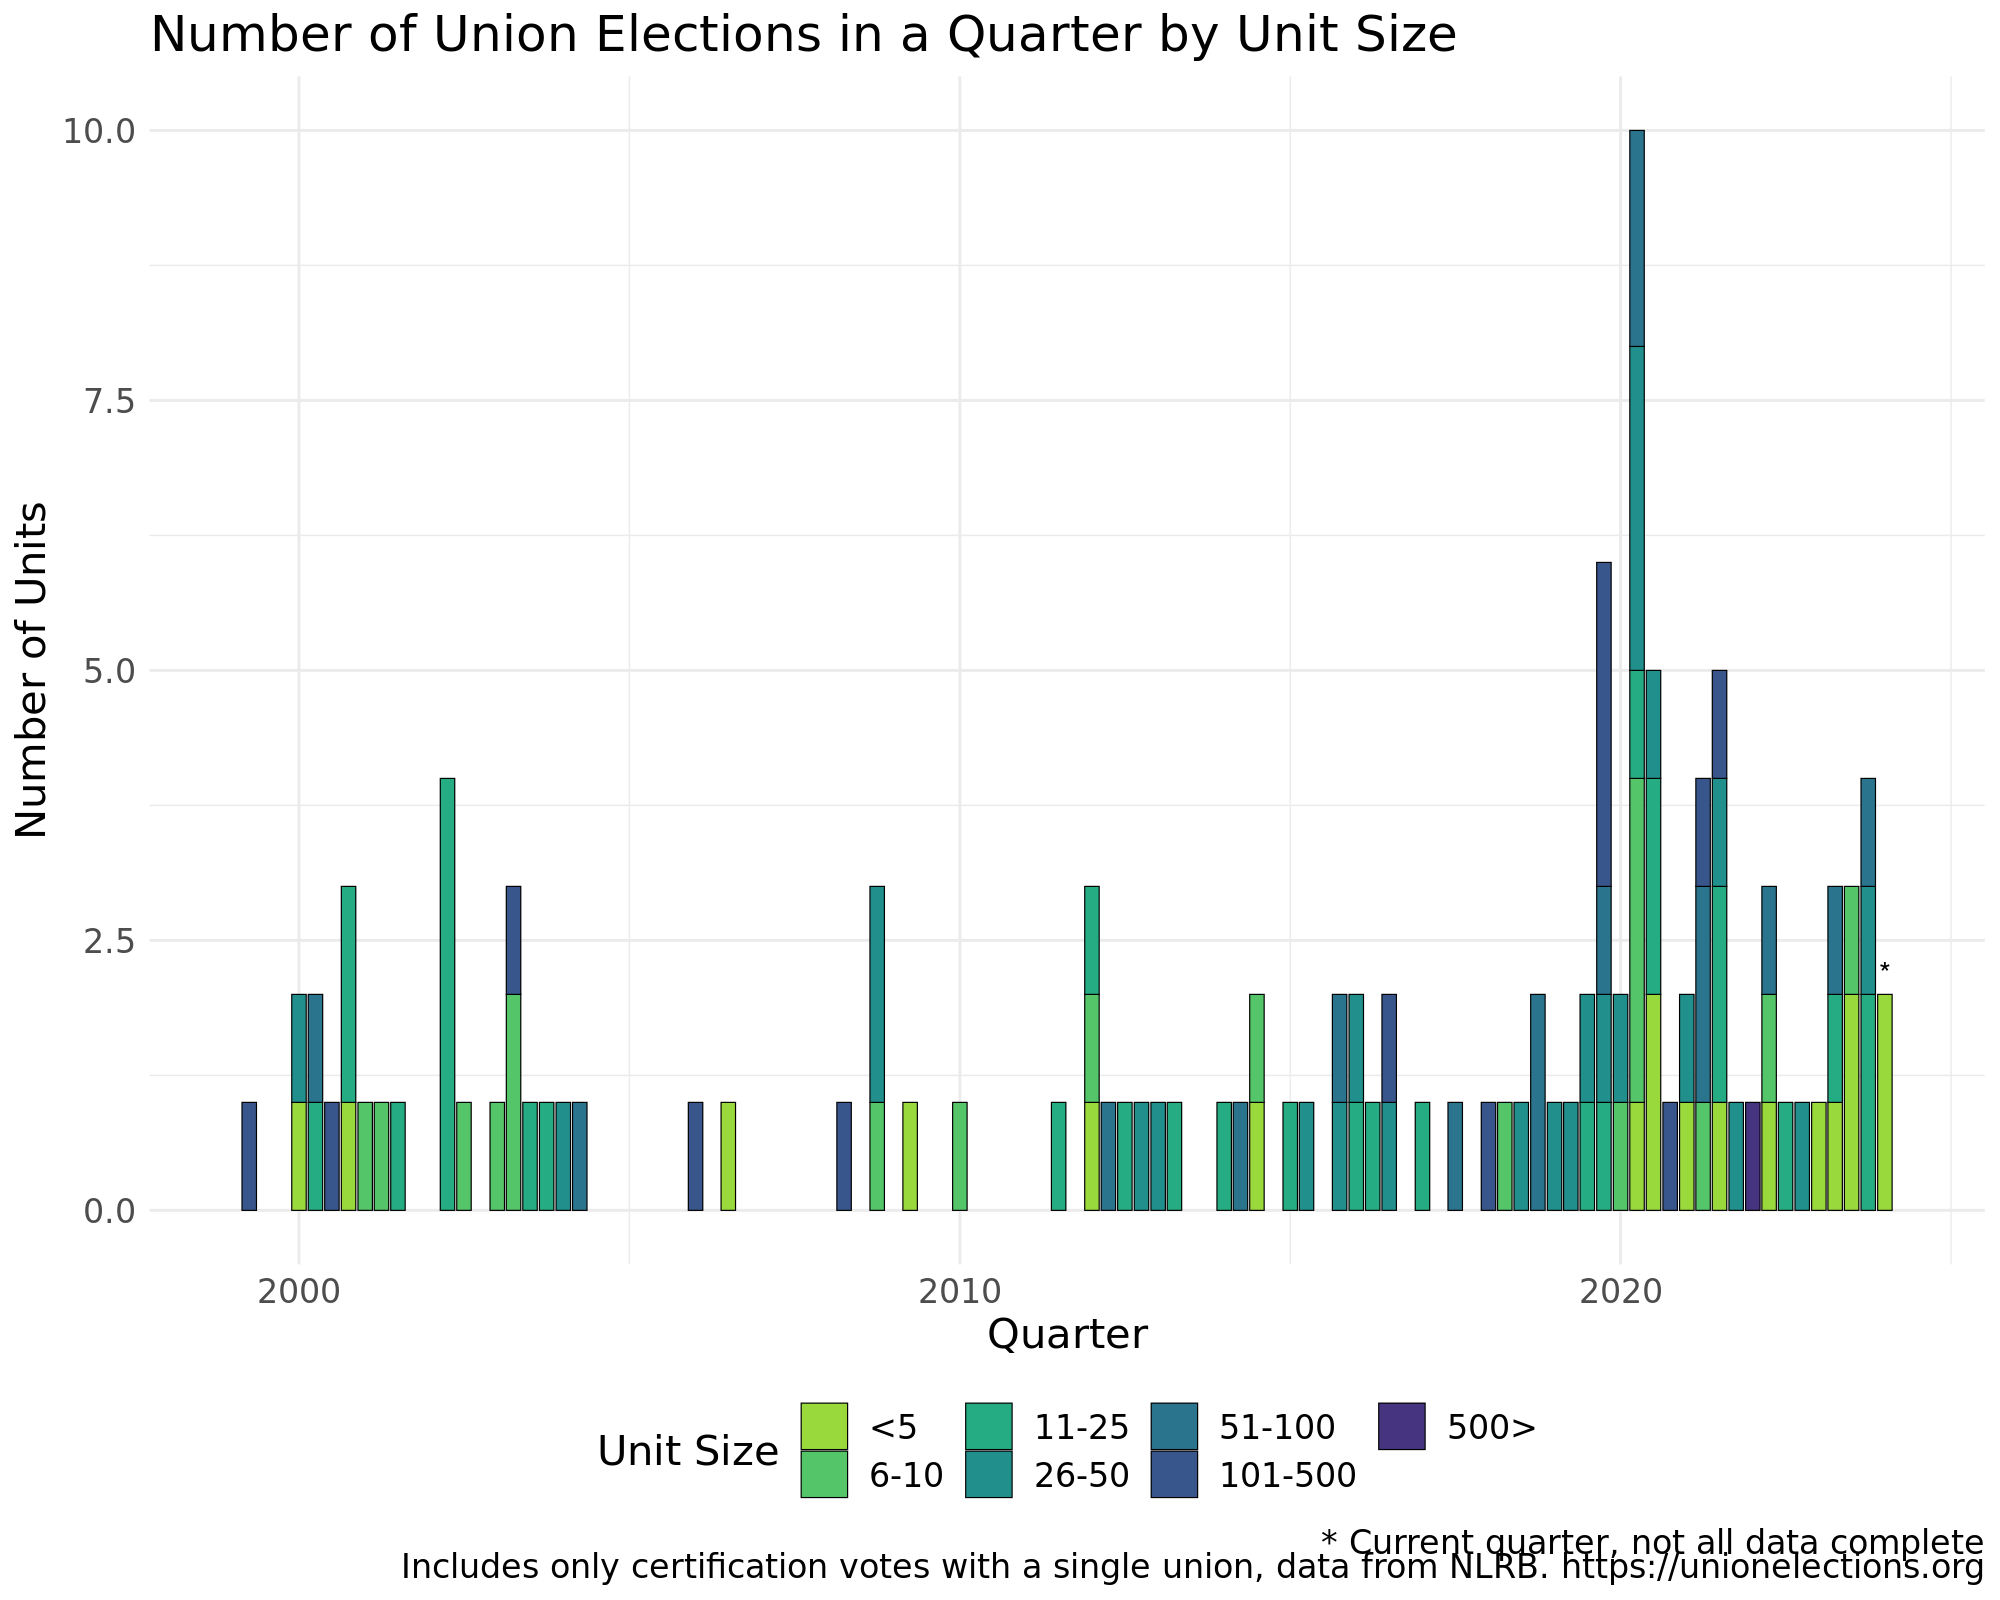 Number of Union Elections in a Quarter by Unit Size
10.0
7.5
5.0
2.5
0.0
Number of Units
*
2000 2010 2020
Quarter
Unit Size
<5 11-25 51-100 500>
6-10 26-50 101-500
* Current quarter, not all data complete
Includes only certification votes with a single union, data from NLRB. https://unionelections.org